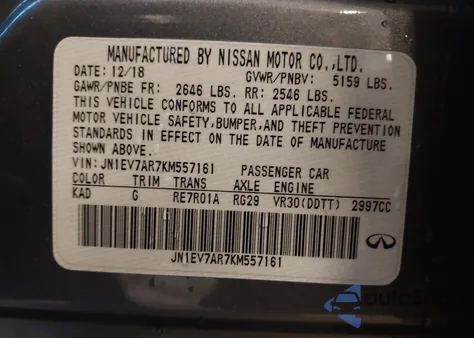 MANUFACTURED BY NISSAN MOTOR CO.,LTD.
DATE: 12/18 GVWR/PNBV: 5159 LBS.
GAWR/PNBE FR: 2646 LBS. RR: 2546 LBS.
THIS VEHICLE CONFORMS TO ALL APPLICABLE FEDERAL
MOTOR VEHICLE SAFETY,BUMPER,AND THEFT PREVENTION
STANDARDS IN EFFECT ON THE DATE OF MANUFACTURE
SHOWN ABOVE.
VIN: JN1EV7AR7KM557161 PASSENGER CAR
COLOR TRIM TRANS AXLE ENGINE
KAD G RE7R01A RG29 VR30(DDTT) 2997CC
JN1EV7AR7KM557161